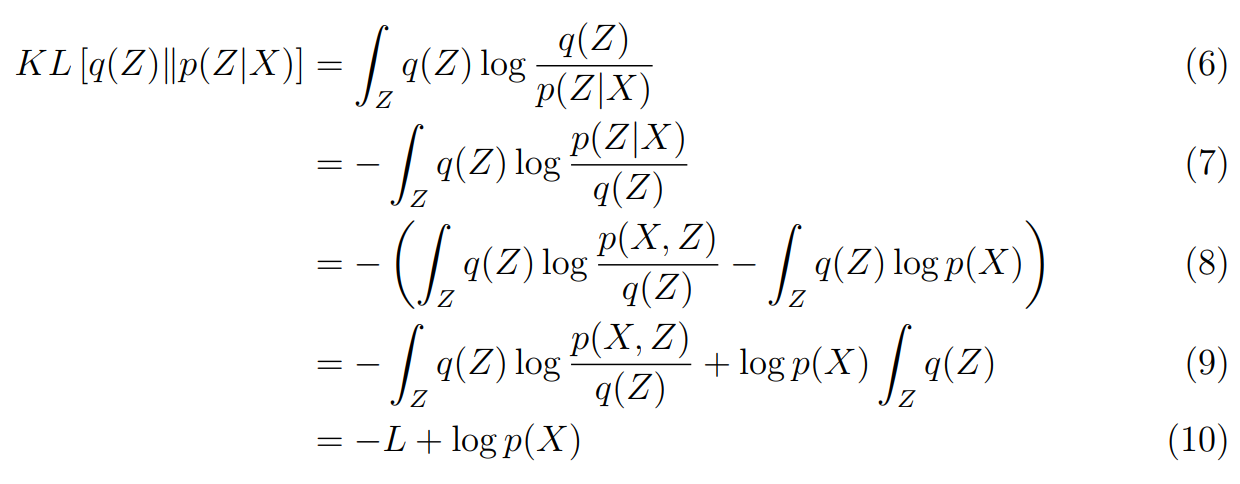 KL [q(Z)‖p(Z|X)] = ∫_Z q(Z) log q(Z)/p(Z|X) (6)
= − ∫_Z q(Z) log p(Z|X)/q(Z) (7)
= − (∫_Z q(Z) log p(X, Z)/q(Z) − ∫_Z q(Z) log p(X)) (8)
= − ∫_Z q(Z) log p(X, Z)/q(Z) + log p(X) ∫_Z q(Z) (9)
= −L + log p(X) (10)